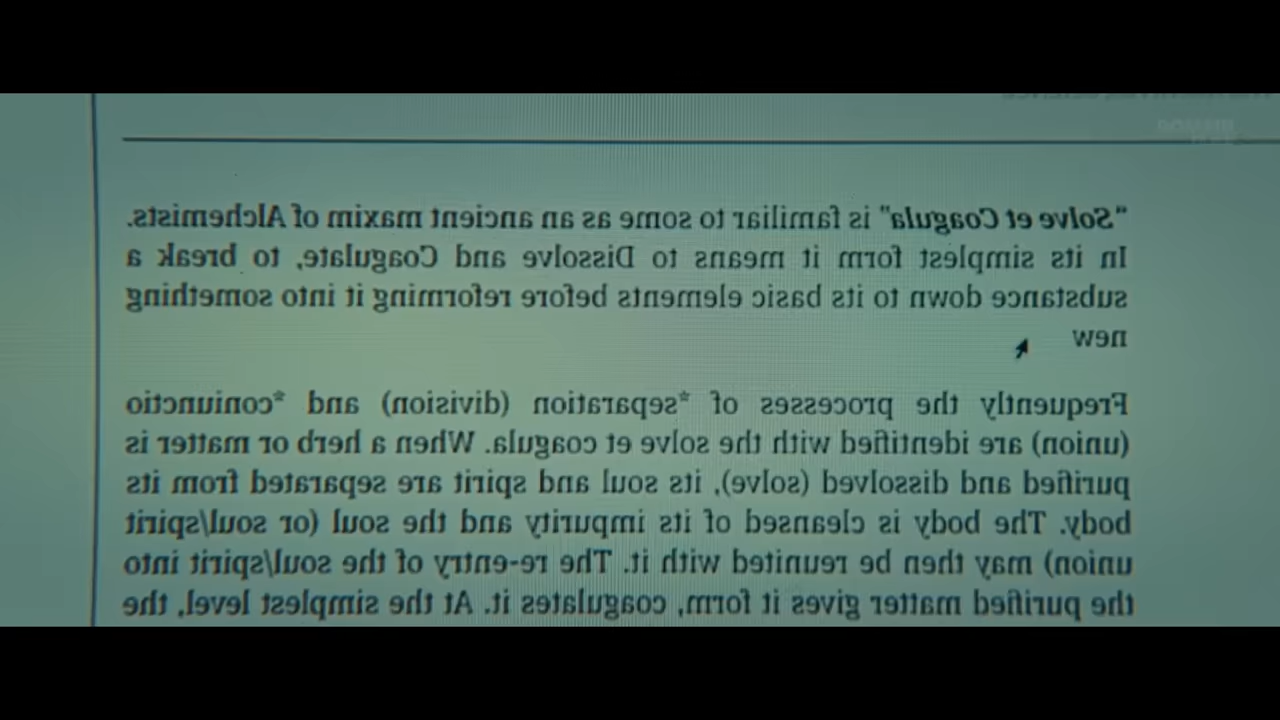 "Solve et Coagula" is familiar to some as an ancient maxim of Alchemists.
In its simplest form it means to Dissolve and Coagulate, to break a
substance down to its basic elements before reforming it into something
new
Frequently the processes of *separation (division) and *coniunctio
(union) are identified with the solve et coagula. When a herb or matter is
purified and dissolved (solve), its soul and spirit are separated from its
body. The body is cleansed of its impurity and the soul (or soul/spirit
union) may then be reunited with it. The re-entry of the soul/spirit into
the purified matter gives it form, coagulates it. At the simplest level, the